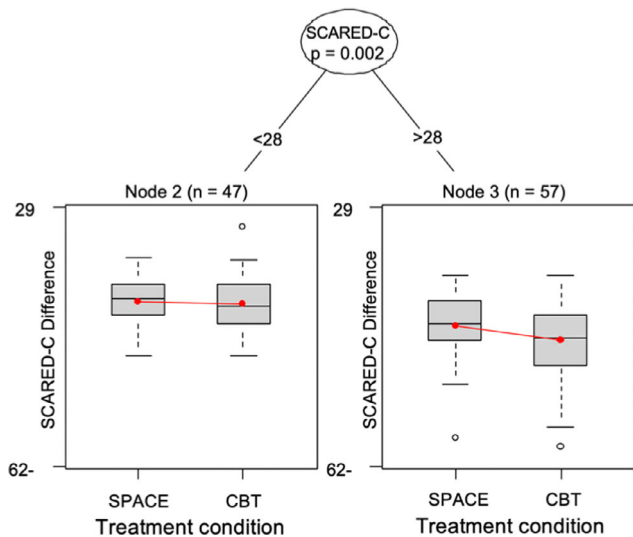 SCARED-C
p = 0.002
<28
>28
Node 2 (n = 47)
29
SCARED-C Difference
62-
SPACE
CBT
Treatment condition
Node 3 (n = 57)
29
SCARED-C Difference
62-
SPACE
CBT
Treatment condition